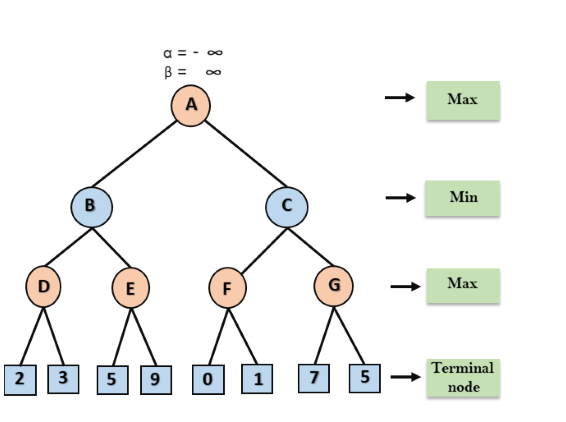 α = - ∞
β = ∞
A
Max
B
C
Min
D
E
F
G
Max
2
3
5
9
0
1
7
5
Terminal
node